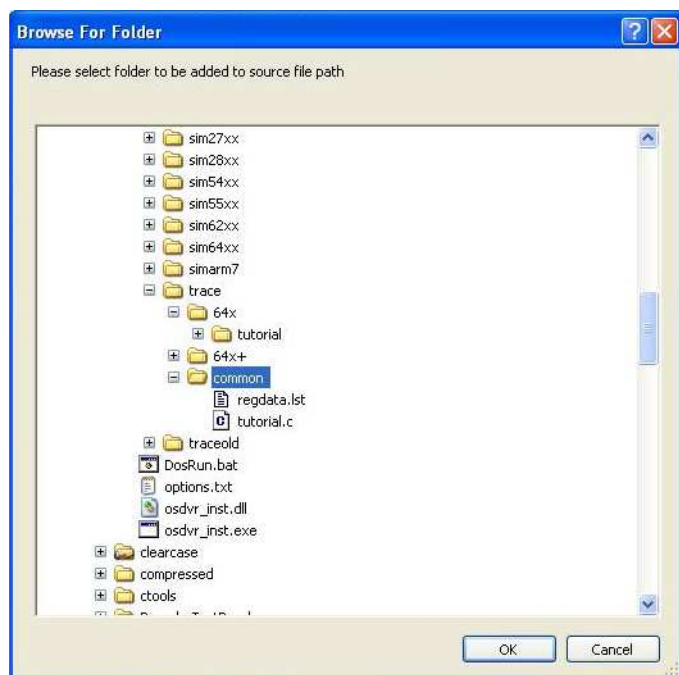 Browse For Folder
Please select folder to be added to source file path
sim27xx
sim28xx
sim54xx
sim55xx
sim62xx
sim64xx
simarm7
trace
64x
tutorial
64x+
common
regdata.lst
tutorial.c
traceold
DosRun.bat
options.txt
osdvr_inst.dll
osdvr_inst.exe
clearcase
compressed
ctools
OK
Cancel